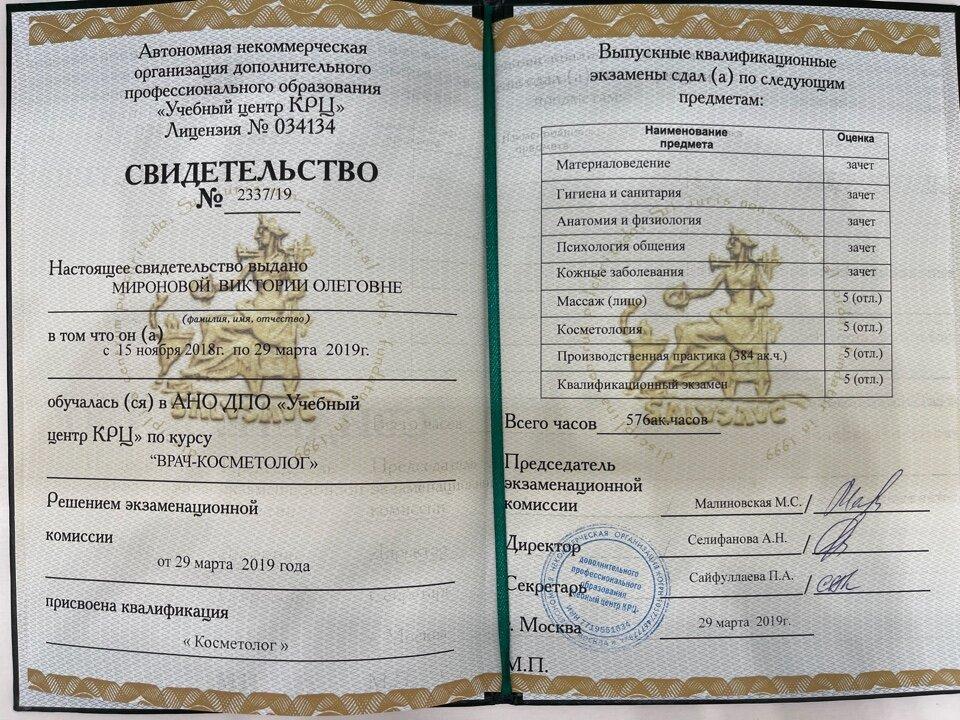 Автономная некоммерческая
организация дополнительного
профессионального образования
«Учебный центр КРЦ»
Лицензия № 034134
СВИДЕТЕЛЬСТВО
№ 2337/19
Настоящее свидетельство выдано
МИРОНОВОЙ ВИКТОРИИ ОЛЕГОВНЕ
(фамилия, имя, отчество)
в том что он (а)
с 15 ноября 2018г. по 29 марта 2019г.
обучалась (ся) в АНО ДПО «Учебный
центр КРЦ» по курсу
“ВРАЧ-КОСМЕТОЛОГ»
Решением экзаменационной
комиссии
от 29 марта 2019 года
присвоена квалификация
« Косметолог »
Выпускные квалификационные
экзамены сдал (а) по следующим
предметам:
Наименование
предмета
Оценка
Материаловедение зачет
Гигиена и санитария зачет
Анатомия и физиология зачет
Психология общения зачет
Кожные заболевания зачет
Массаж (лицо) 5 (отл.)
Косметология 5 (отл.)
Производственная практика (384 ак.ч.) 5 (отл.)
Квалификационный экзамен 5 (отл.)
Всего часов 576ак.часов
Председатель
экзаменационной
комиссии Малиновская М.С. /
Директор Селифанова А.Н. /
Секретарь Сайфуллаева П.А. /
г. Москва 29 марта 2019г.
М.П.
дополнительного
профессионального
образования
Учебный центр КРЦ